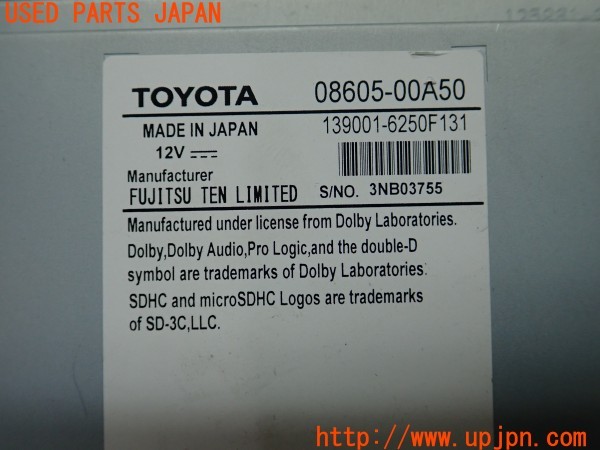 USED PARTS JAPAN
TOYOTA 08605-00A50
MADE IN JAPAN 139001-6250F131
12V
Manufacturer
FUJITSU TEN LIMITED S/NO. 3NB03755
Manufactured under license from Dolby Laboratories.
Dolby,Dolby Audio,Pro Logic,and the double-D
symbol are trademarks of Dolby Laboratories.
SDHC and microSDHC Logos are trademarks
of SD-3C,LLC.
UPJ
http://www.upjpn.com